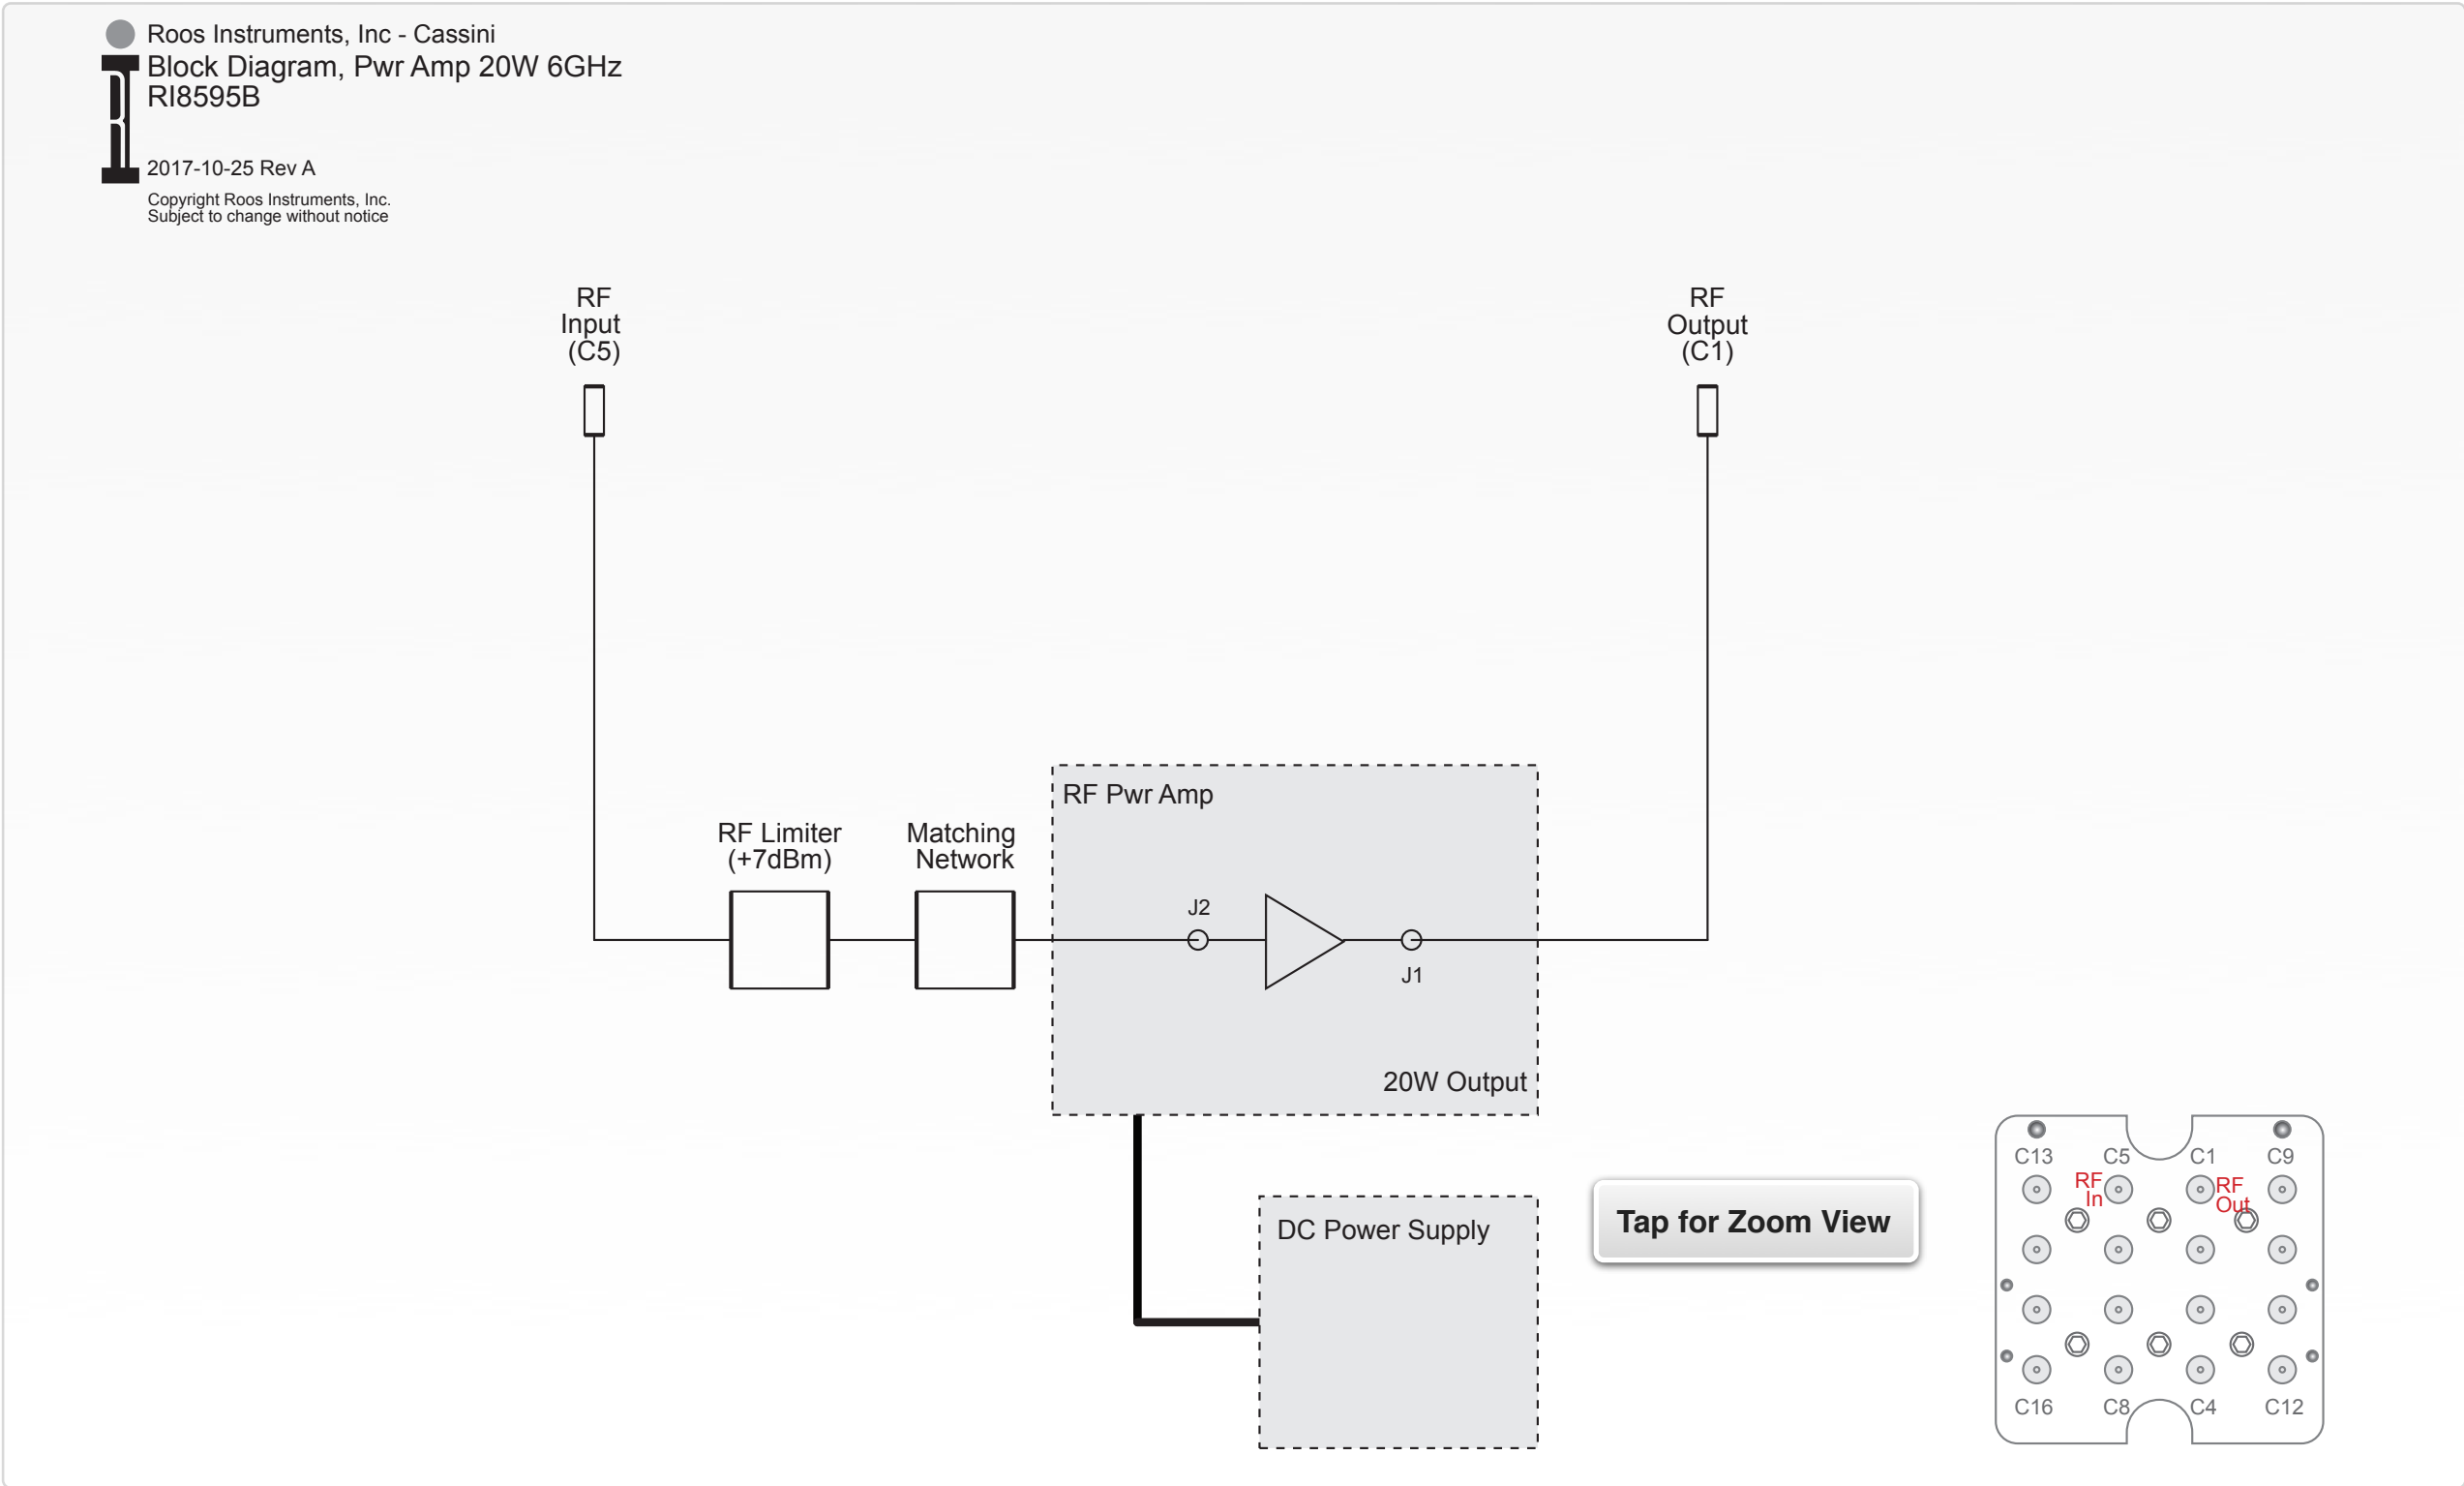 Roos Instruments, Inc - Cassini
Block Diagram, Pwr Amp 20W 6GHz
RI8595B
2017-10-25 Rev A
Copyright Roos Instruments, Inc.
Subject to change without notice
RF
Input
(C5)
RF
Output
(C1)
RF Pwr Amp
RF Limiter
(+7dBm)
Matching
Network
J2
J1
20W Output
DC Power Supply
Tap for Zoom View
C13 C5 C1 C9
RF
In
RF
Out
C16 C8 C4 C12